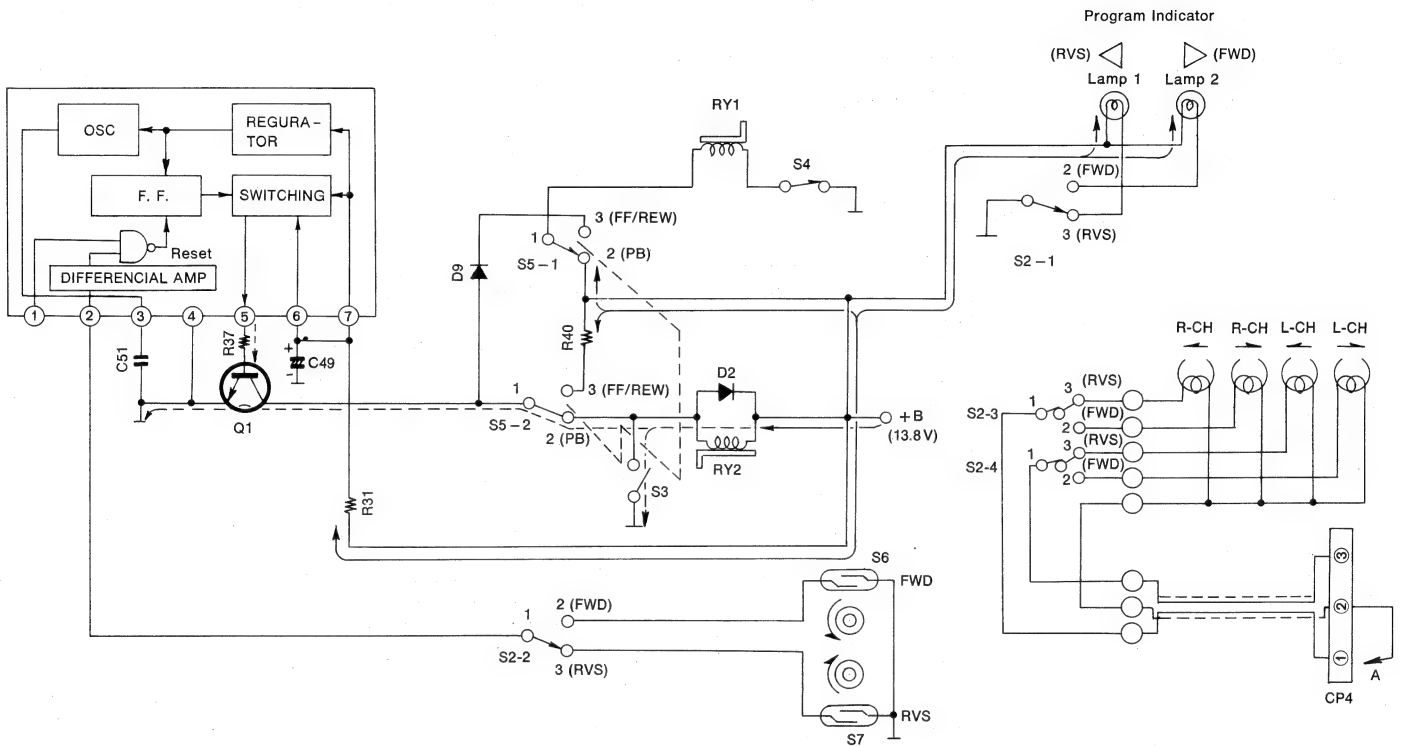 Program Indicator
(RVS) (FWD)
Lamp 1 Lamp 2
RY1
OSC
REGURA-
TOR
S4
2 (FWD)
F. F.
SWITCHING
3 (FF/REW)
1
2 (PB)
S5-1
3 (RVS)
S2-1
Reset
D9
DIFFERENCIAL AMP
1 2 3 4 5 6 7
R37
R40
C51
+
C49
-
R-CH R-CH L-CH L-CH
D2
3 (FF/REW)
1
S5-2
2 (PB)
+B
(13.8V)
Q1
RY2
S2-3
1
3
(RVS)
(FWD)
2
3
(RVS)
S2-4
1
(FWD)
2
S3
R31
S6
FWD
2 (FWD)
1
S2-2
3 (RVS)
RVS
S7
3
2
1
A
CP4